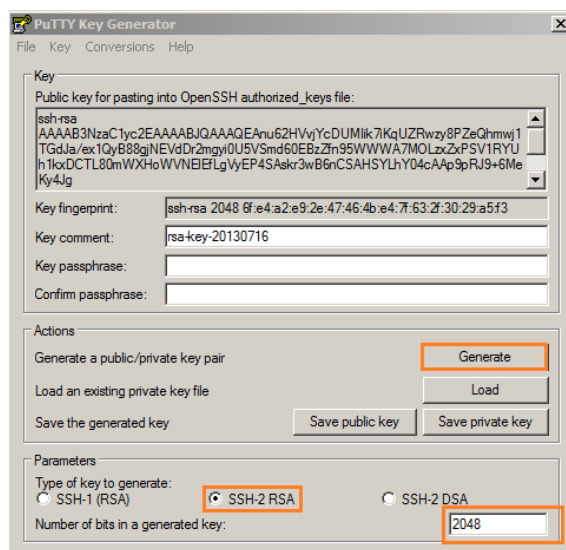 PuTTY Key Generator
File Key Conversions Help
Key
Public key for pasting into OpenSSH authorized_keys file:
ssh-rsa
AAAAB3NzaC1yc2EAAAABJQAAAQEAnu62HVvjYcDUMlik7iKqUZRwzy8PZeQhmwj1
TGdJa/ex1QyB88gjNEVdDr2mgyi0U5VSmd60EBzZfn95WWWA7MOLzxZxPSV1RYU
h1kxDCTL80mWXHoWVNElEfLgVyEP4SAskr3wB6nCSAHSYLhY04cAAp9pRJ9+6Me
Ky4Jg
Key fingerprint: ssh-rsa 2048 6f:e4:a2:e9:2e:47:46:4b:e4:7f:63:2f:30:29:a5:f3
Key comment: rsa-key-20130716
Key passphrase:
Confirm passphrase:
Actions
Generate a public/private key pair Generate
Load an existing private key file Load
Save the generated key Save public key Save private key
Parameters
Type of key to generate:
SSH-1 (RSA) SSH-2 RSA SSH-2 DSA
Number of bits in a generated key: 2048